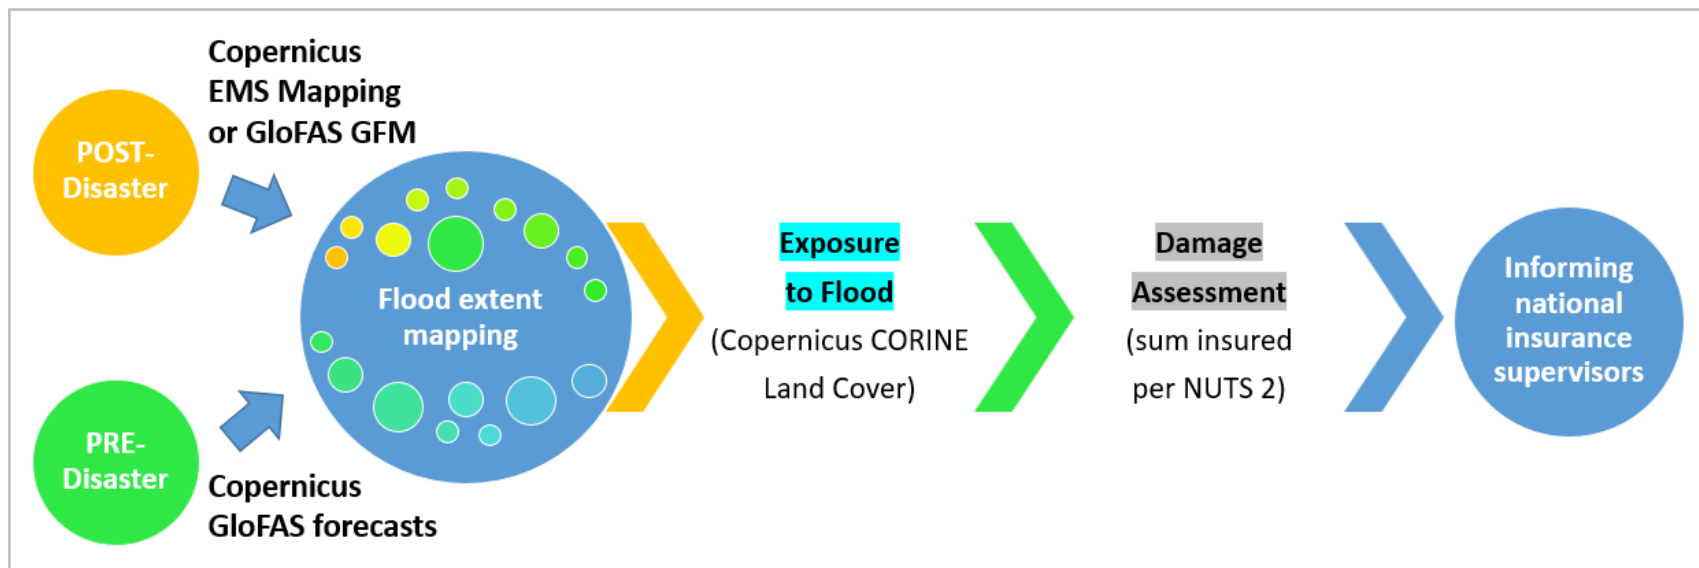 Copernicus
EMS Mapping
or GloFAS GFM
POST-
Disaster
Flood extent
mapping
PRE-
Disaster
Copernicus
GloFAS forecasts
Exposure
to Flood
(Copernicus CORINE
Land Cover)
Damage
Assessment
(sum insured
per NUTS 2)
Informing
national
insurance
supervisors